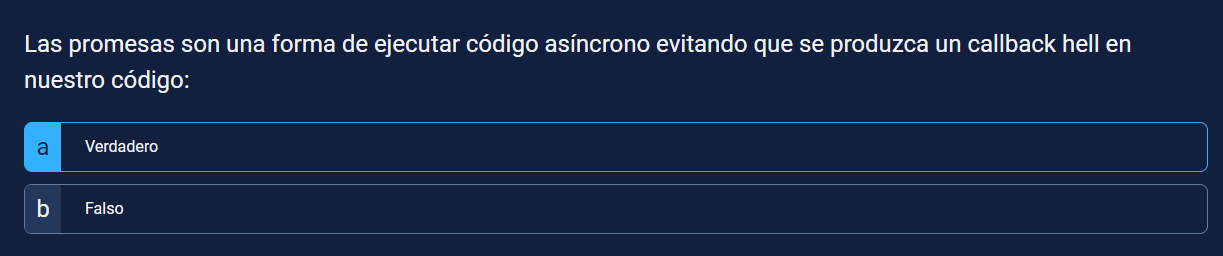 Las promesas son una forma de ejecutar código asíncrono evitando que se produzca un callback hell en
nuestro código:
a Verdadero
b Falso